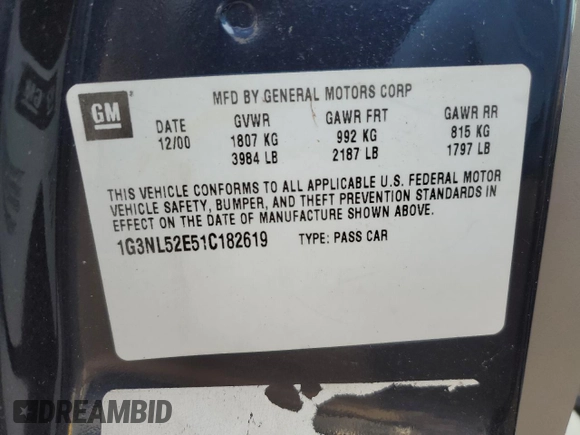 GM
MFD BY GENERAL MOTORS CORP
DATE GVWR GAWR FRT GAWR RR
12/00 1807 KG 992 KG 815 KG
3984 LB 2187 LB 1797 LB
THIS VEHICLE CONFORMS TO ALL APPLICABLE U.S. FEDERAL MOTOR
VEHICLE SAFETY, BUMPER, AND THEFT PREVENTION STANDARDS IN
EFFECT ON THE DATE OF MANUFACTURE SHOWN ABOVE.
1G3NL52E51C182619 TYPE: PASS CAR
DREAMBID